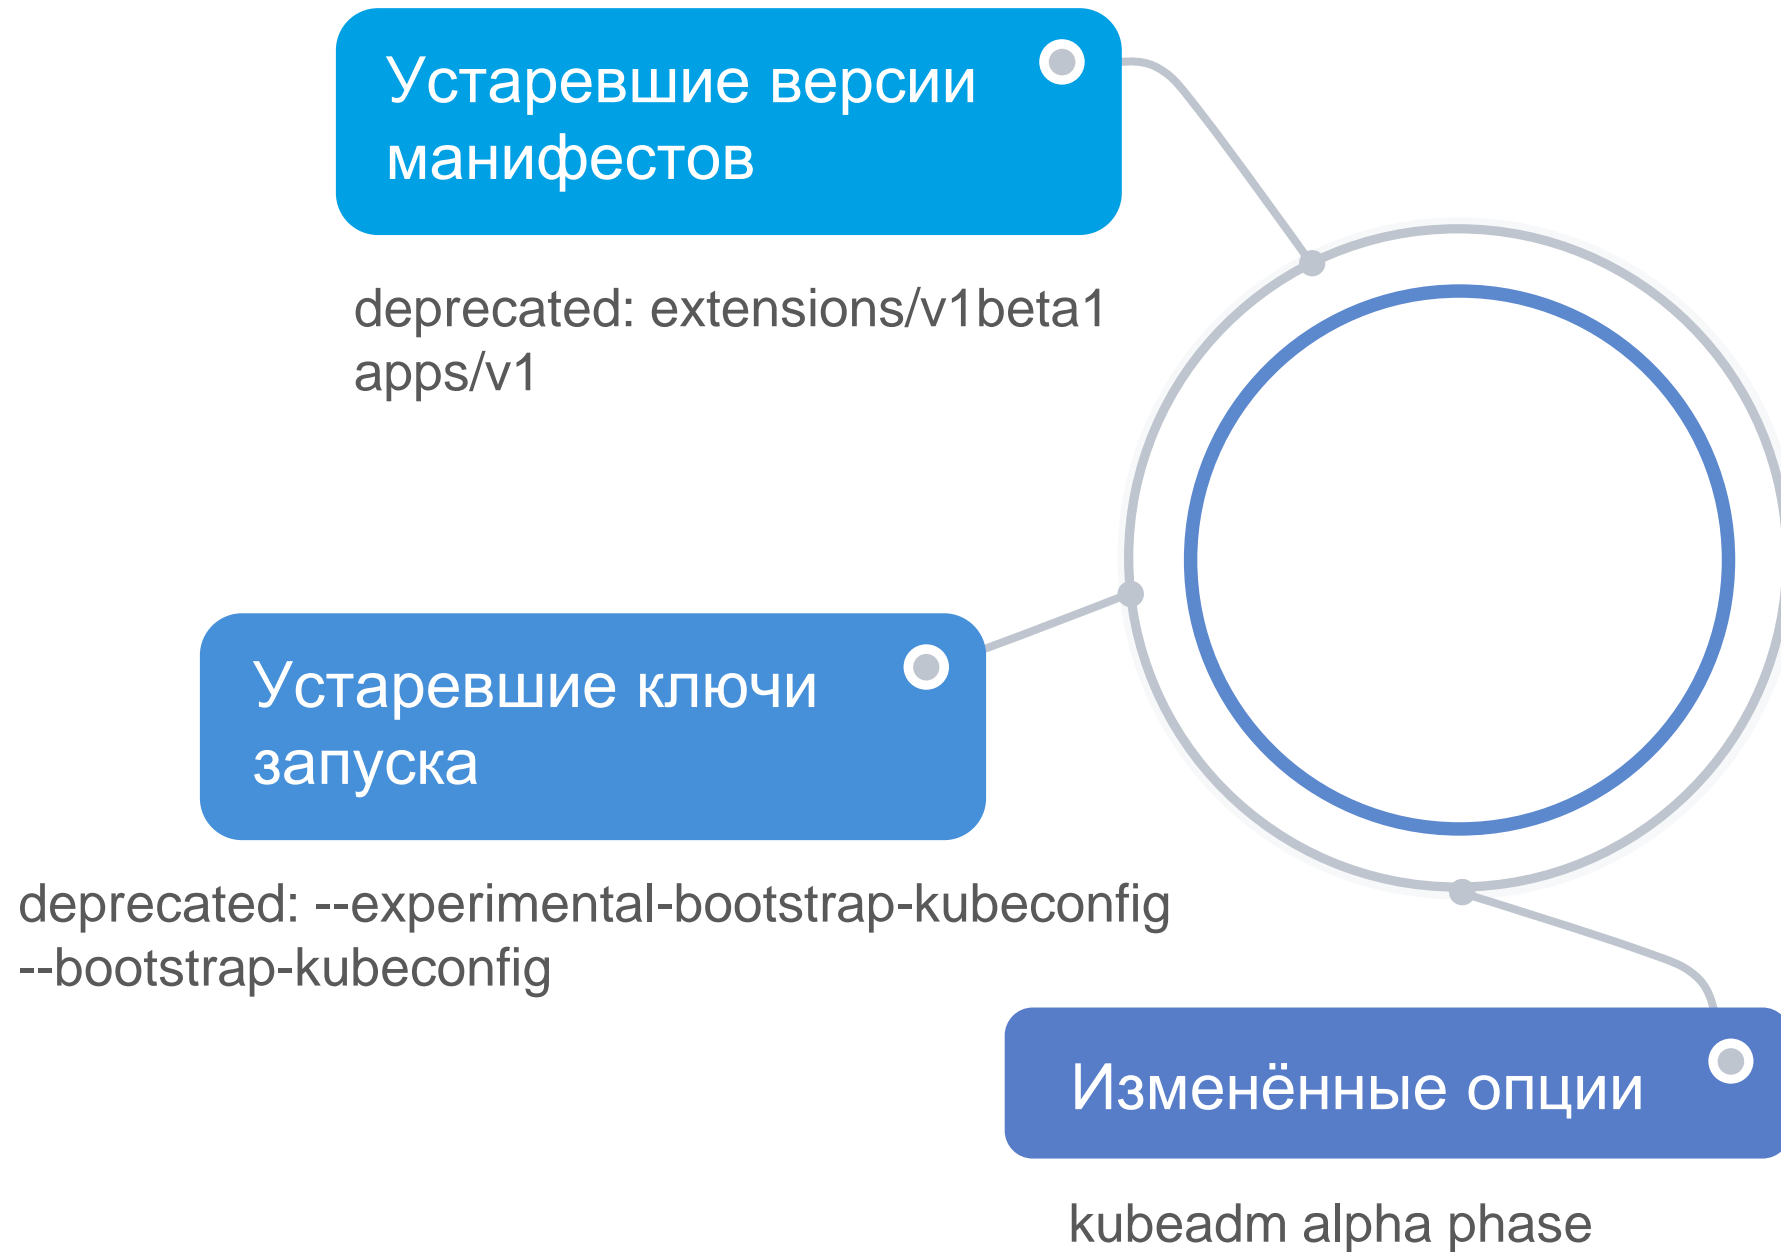 Устаревшие версии
манифестов
deprecated: extensions/v1beta1
apps/v1
Устаревшие ключи
запуска
deprecated: --experimental-bootstrap-kubeconfig
--bootstrap-kubeconfig
Изменённые опции
kubeadm alpha phase